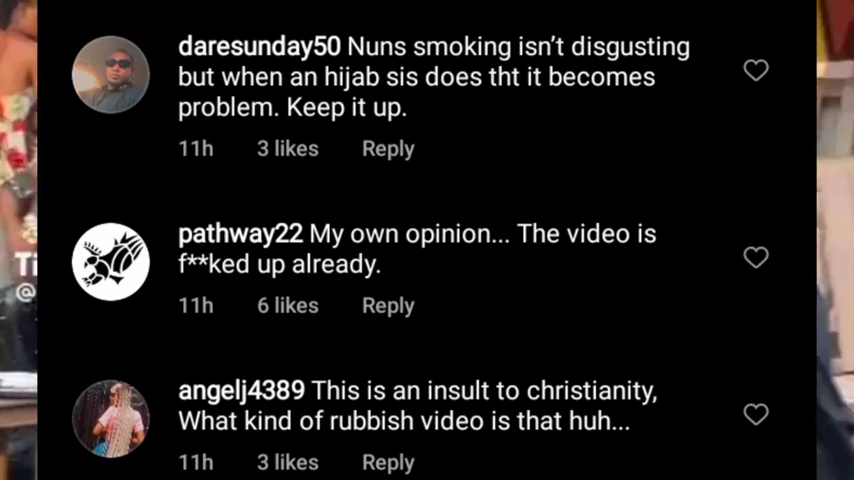 daresunday50 Nuns smoking isn't disgusting
but when an hijab sis does tht it becomes
problem. Keep it up.
11h 3 likes Reply
pathway22 My own opinion... The video is
f**ked up already.
11h 6 likes Reply
Ti
@
angelj4389 This is an insult to christianity,
What kind of rubbish video is that huh...
11h 3 likes Reply